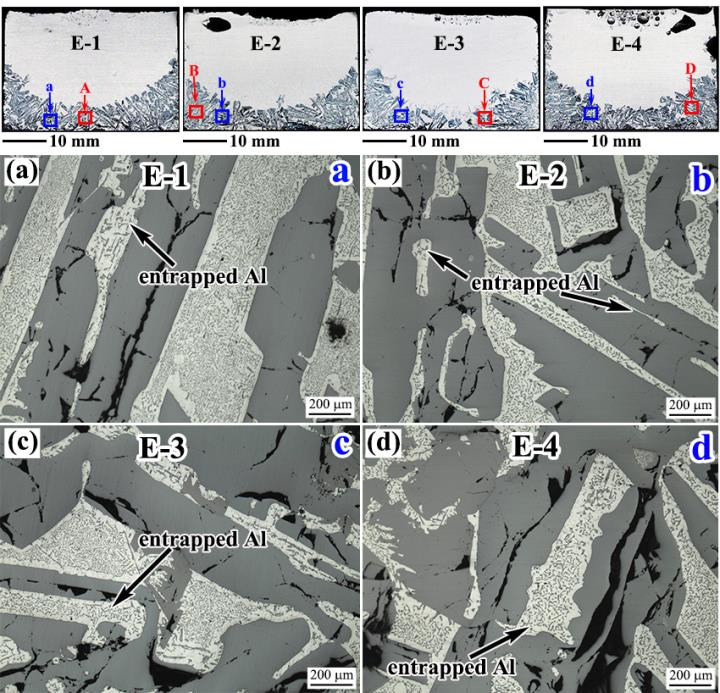 E-1 E-2 E-3 E-4
a A B b c C d D
10 mm 10 mm 10 mm 10 mm
(a) E-1 a
entrapped Al
200 μm
(b) E-2 b
entrapped Al
200 μm
(c) E-3 c
entrapped Al
200 μm
(d) E-4 d
entrapped Al
200 μm